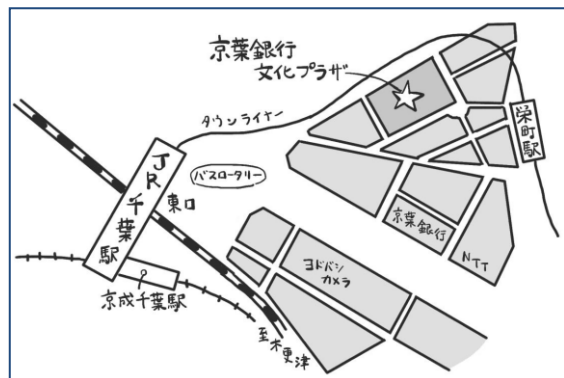 京葉銀行
文化プラザ
タウンライナー
栄町駅
JR千葉駅
東口
バスロータリー
京葉銀行
NTT
ヨドバシ
カメラ
京成千葉駅
至木更津